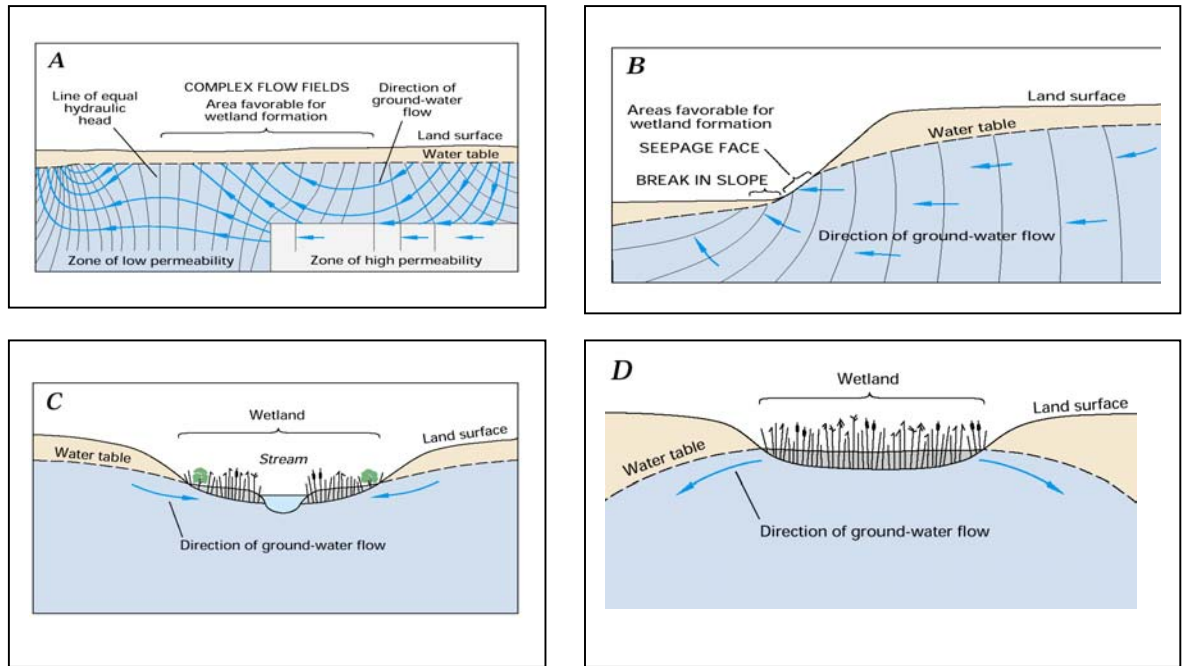 A
COMPLEX FLOW FIELDS
Area favorable for
wetland formation
Line of equal
hydraulic
head
Direction of
ground-water
flow
Land surface
Water table
Zone of low permeability
Zone of high permeability
B
Areas favorable for
wetland formation
SEEPAGE FACE
BREAK IN SLOPE
Land surface
Water table
Direction of ground-water flow
C
Wetland
Stream
Land surface
Water table
Direction of ground-water flow
D
Wetland
Land surface
Water table
Direction of ground-water flow